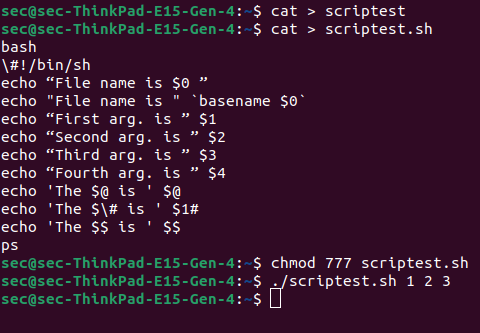 sec@sec-ThinkPad-E15-Gen-4:~$ cat > scriptest
sec@sec-ThinkPad-E15-Gen-4:~$ cat > scriptest.sh
bash
\#!/bin/sh
echo “File name is $0 ”
echo "File name is " `basename $0`
echo “First arg. is ” $1
echo “Second arg. is ” $2
echo “Third arg. is ” $3
echo “Fourth arg. is ” $4
echo 'The $@ is ' $@
echo 'The $\# is ' $1#
echo 'The $$ is ' $$
ps
sec@sec-ThinkPad-E15-Gen-4:~$ chmod 777 scriptest.sh
sec@sec-ThinkPad-E15-Gen-4:~$ ./scriptest.sh 1 2 3
sec@sec-ThinkPad-E15-Gen-4:~$